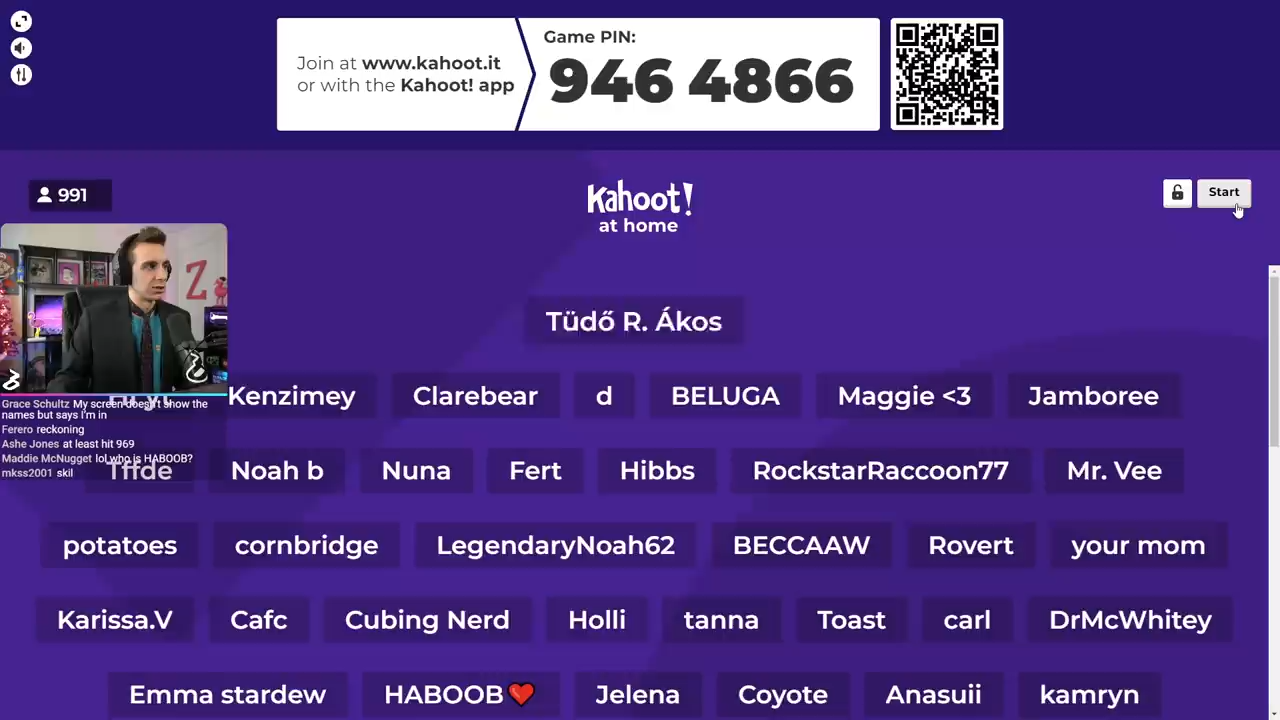 Join at www.kahoot.it
or with the Kahoot! app
Game PIN:
946 4866
991
Kahoot!
at home
Start
Tüdő R. Ákos
Kenzimey Clarebear d BELUGA Maggie <3 Jamboree
Grace Schultz My screen doesn't show the
names but says I'm in
Ferero reckoning
Ashe Jones at least hit 969
Maddie McNugget lol who is HABOOB?
mkss2001 skil
Tffde Noah b Nuna Fert Hibbs RockstarRaccoon77 Mr. Vee
potatoes cornbridge LegendaryNoah62 BECCAAW Rovert your mom
Karissa.V Cafc Cubing Nerd Holli tanna Toast carl DrMcWhitey
Emma stardew HABOOB❤️ Jelena Coyote Anasuii kamryn
Z